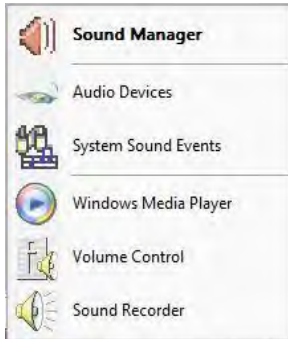 Sound Manager
Audio Devices
System Sound Events
Windows Media Player
Volume Control
Sound Recorder